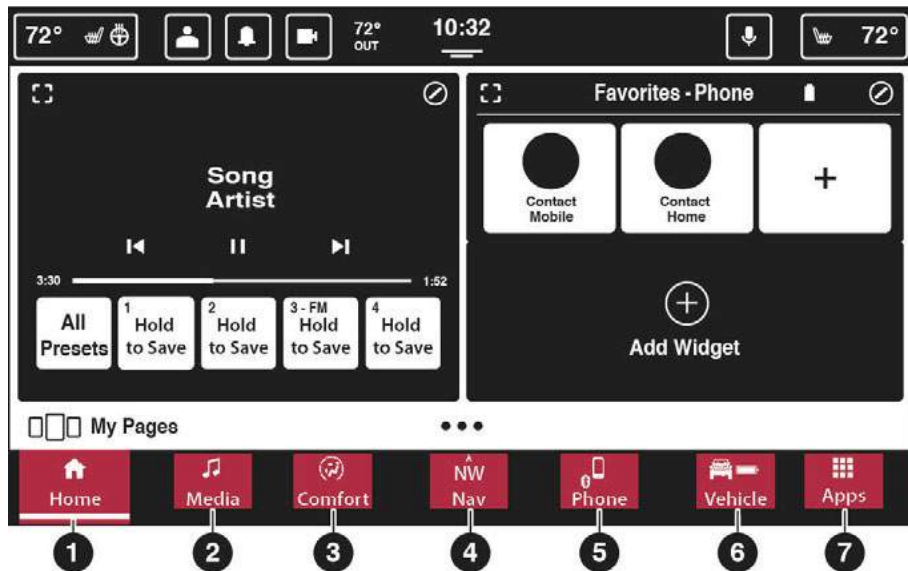 72°
72°
OUT
10:32
72°
Song
Artist
3:30
1:52
All
Presets
1
Hold
to Save
2
Hold
to Save
3 - FM
Hold
to Save
4
Hold
to Save
Favorites - Phone
Contact
Mobile
Contact
Home
+
Add Widget
My Pages
Home
Media
Comfort
NW
Nav
Phone
Vehicle
Apps
1
2
3
4
5
6
7